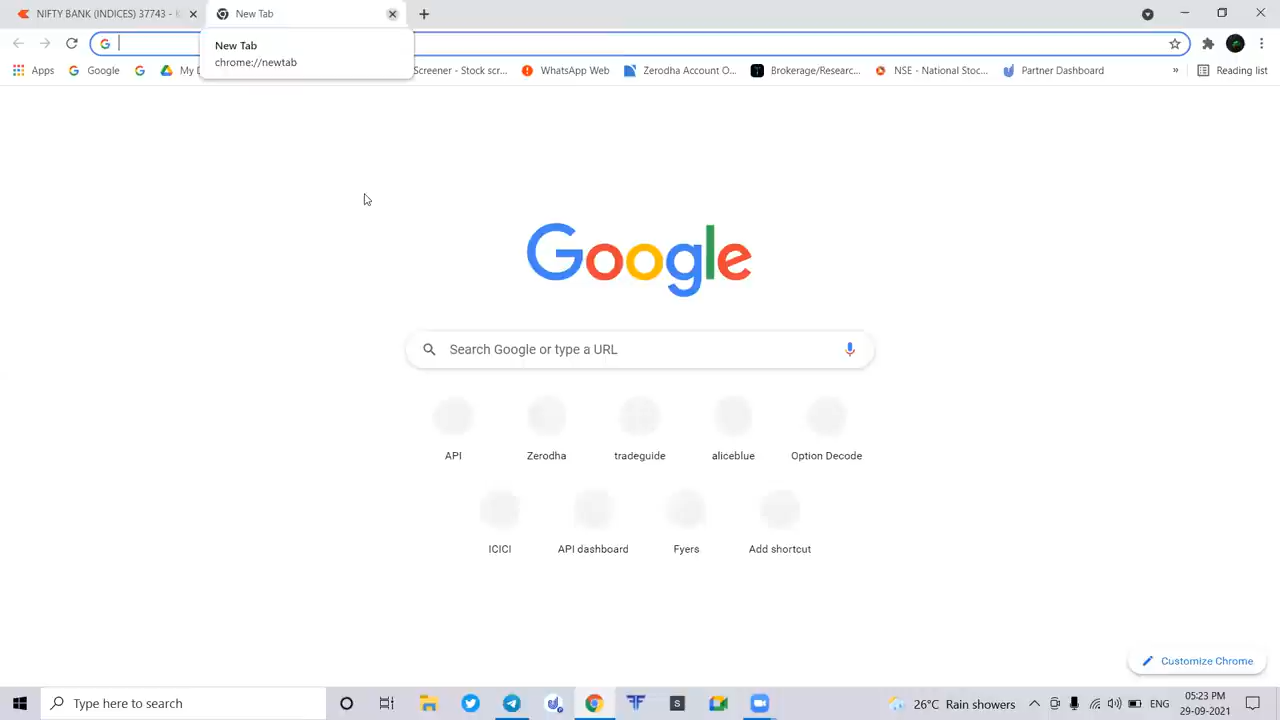 NIFTY BANK (INDICES) 37743 - K
New Tab
New Tab
chrome://newtab
Apps
Google
My D
Screener - Stock scr...
WhatsApp Web
Zerodha Account O...
Brokerage/Researc...
NSE - National Stoc...
Partner Dashboard
»
Reading list
Google
Search Google or type a URL
API
Zerodha
tradeguide
aliceblue
Option Decode
ICICI
API dashboard
Fyers
Add shortcut
Customize Chrome
Type here to search
S
26°C Rain showers
ENG
05:23 PM
29-09-2021